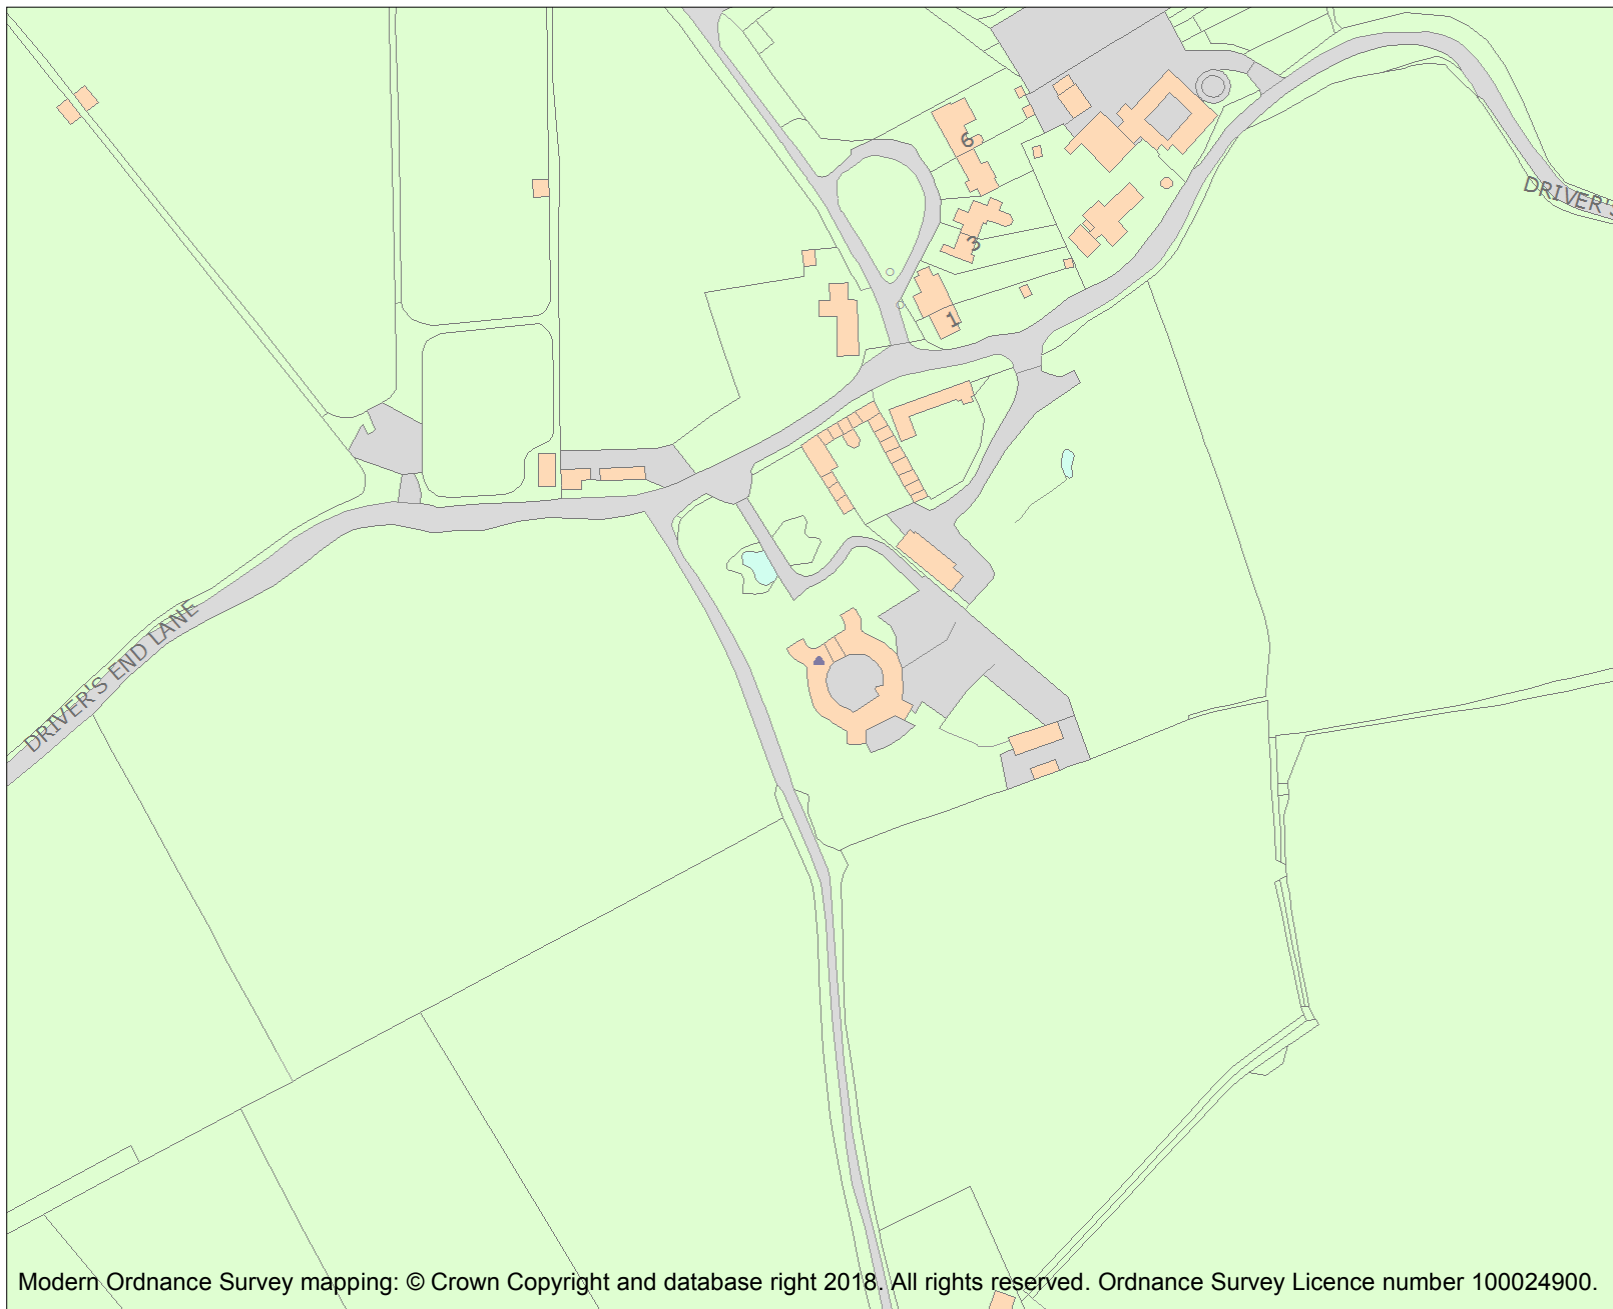 6
DRIVER'S
3
1
DRIVER'S END LANE
Modern Ordnance Survey mapping: © Crown Copyright and database right 2018. All rights reserved. Ordnance Survey Licence number 100024900.